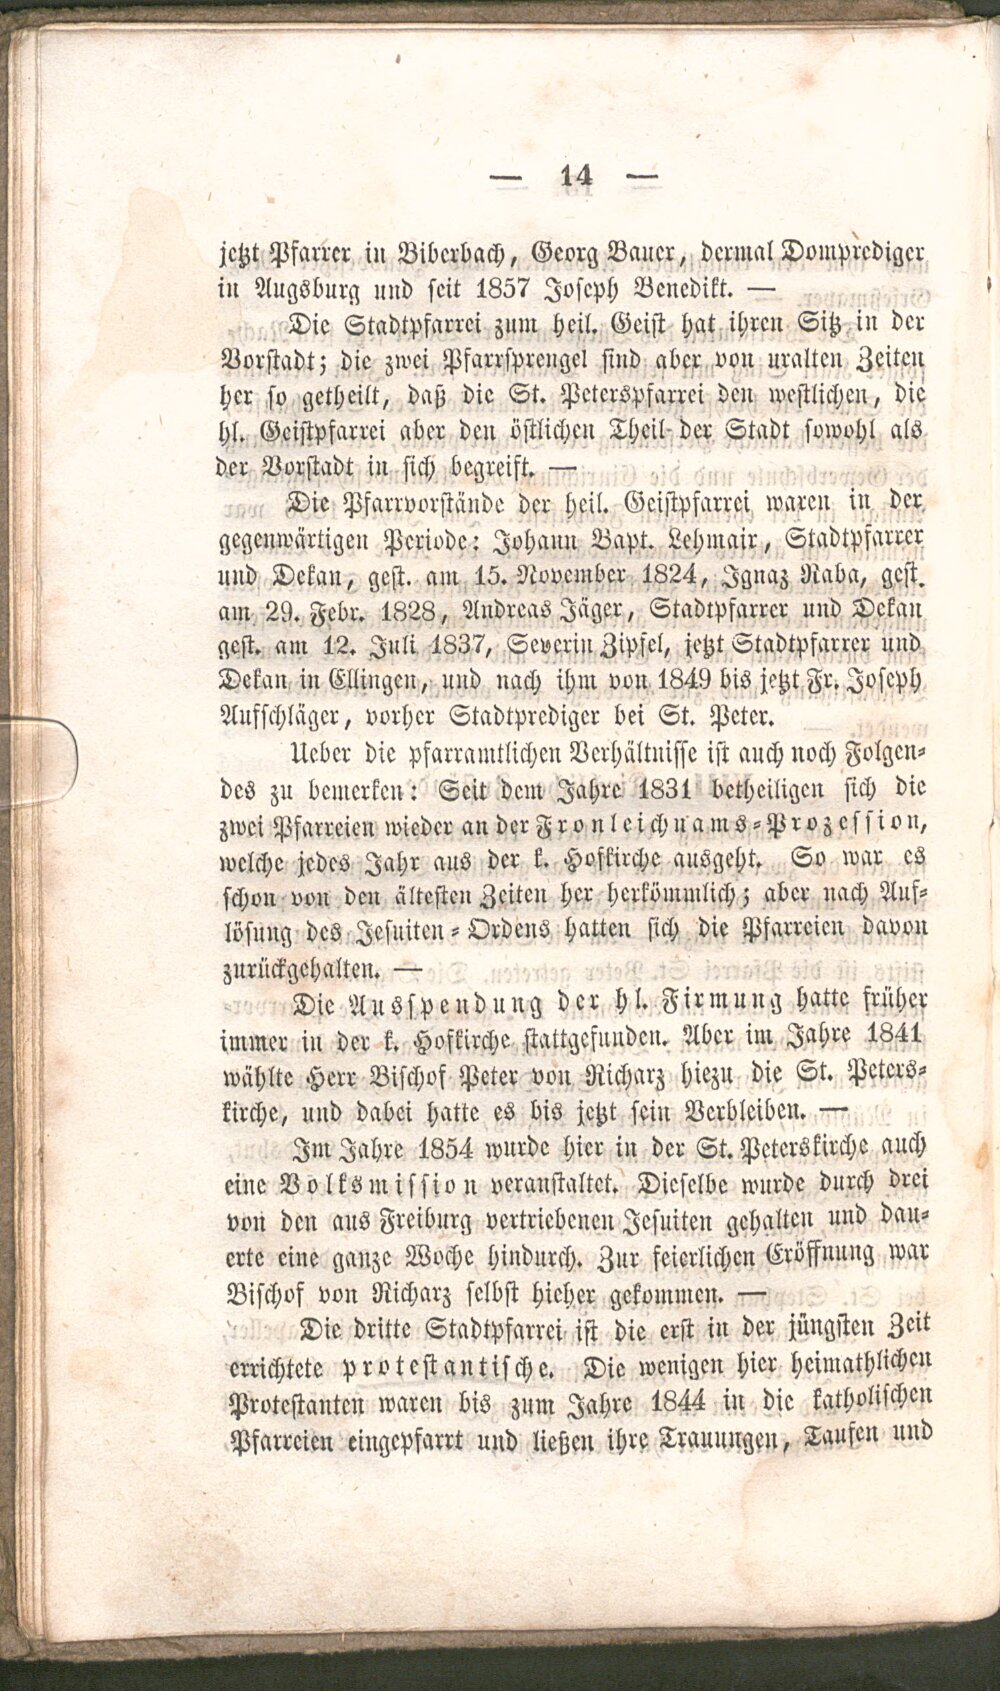 — 14 —
jetzt Pfarrer in Biberbach, Georg Bauer, dermal Domprediger
in Augsburg und seit 1857 Joseph Benedikt. —
Die Stadtpfarrei zum heil. Geist hat ihren Sitz in der
Vorstadt; die zwei Pfarrsprengel sind aber von uralten Zeiten
her so getheilt, daß die St. Peterspfarrei den westlichen, die
hl. Geistpfarrei aber den östlichen Theil der Stadt sowohl als
der Vorstadt in sich begreift. —
Die Pfarrvorstände der heil. Geistpfarrei waren in der
gegenwärtigen Periode: Johann Bapt. Lehmair, Stadtpfarrer
und Dekan, gest. am 15. November 1824, Ignaz Raba, gest.
am 29. Febr. 1828, Andreas Jäger, Stadtpfarrer und Dekan
gest. am 12. Juli 1837, Severin Zipfel, jetzt Stadtpfarrer und
Dekan in Ellingen, und nach ihm von 1849 bis jetzt Fr. Joseph
Aufschläger, vorher Stadtprediger bei St. Peter.
Ueber die pfarramtlichen Verhältnisse ist auch noch Folgen-
des zu bemerken: Seit dem Jahre 1831 betheiligen sich die
zwei Pfarreien wieder an der Fronleichnams-Prozession,
welche jedes Jahr aus der k. Hofkirche ausgeht. So war es
schon von den ältesten Zeiten her herkömmlich; aber nach Auf-
lösung des Jesuiten-Ordens hatten sich die Pfarreien davon
zurückgehalten. —
Die Ausspendung der hl. Firmung hatte früher
immer in der k. Hofkirche stattgefunden. Aber im Jahre 1841
wählte Herr Bischof Peter von Richarz hiezu die St. Peters-
kirche, und dabei hatte es bis jetzt sein Verbleiben. —
Im Jahre 1854 wurde hier in der St. Peterskirche auch
eine Volksmission veranstaltet. Dieselbe wurde durch drei
von den aus Freiburg vertriebenen Jesuiten gehalten und dau-
erte eine ganze Woche hindurch. Zur feierlichen Eröffnung war
Bischof von Richarz selbst hieher gekommen. —
Die dritte Stadtpfarrei ist die erst in der jüngsten Zeit
errichtete protestantische. Die wenigen hier heimathlichen
Protestanten waren bis zum Jahre 1844 in die katholischen
Pfarreien eingepfarrt und ließen ihre Trauungen, Taufen und